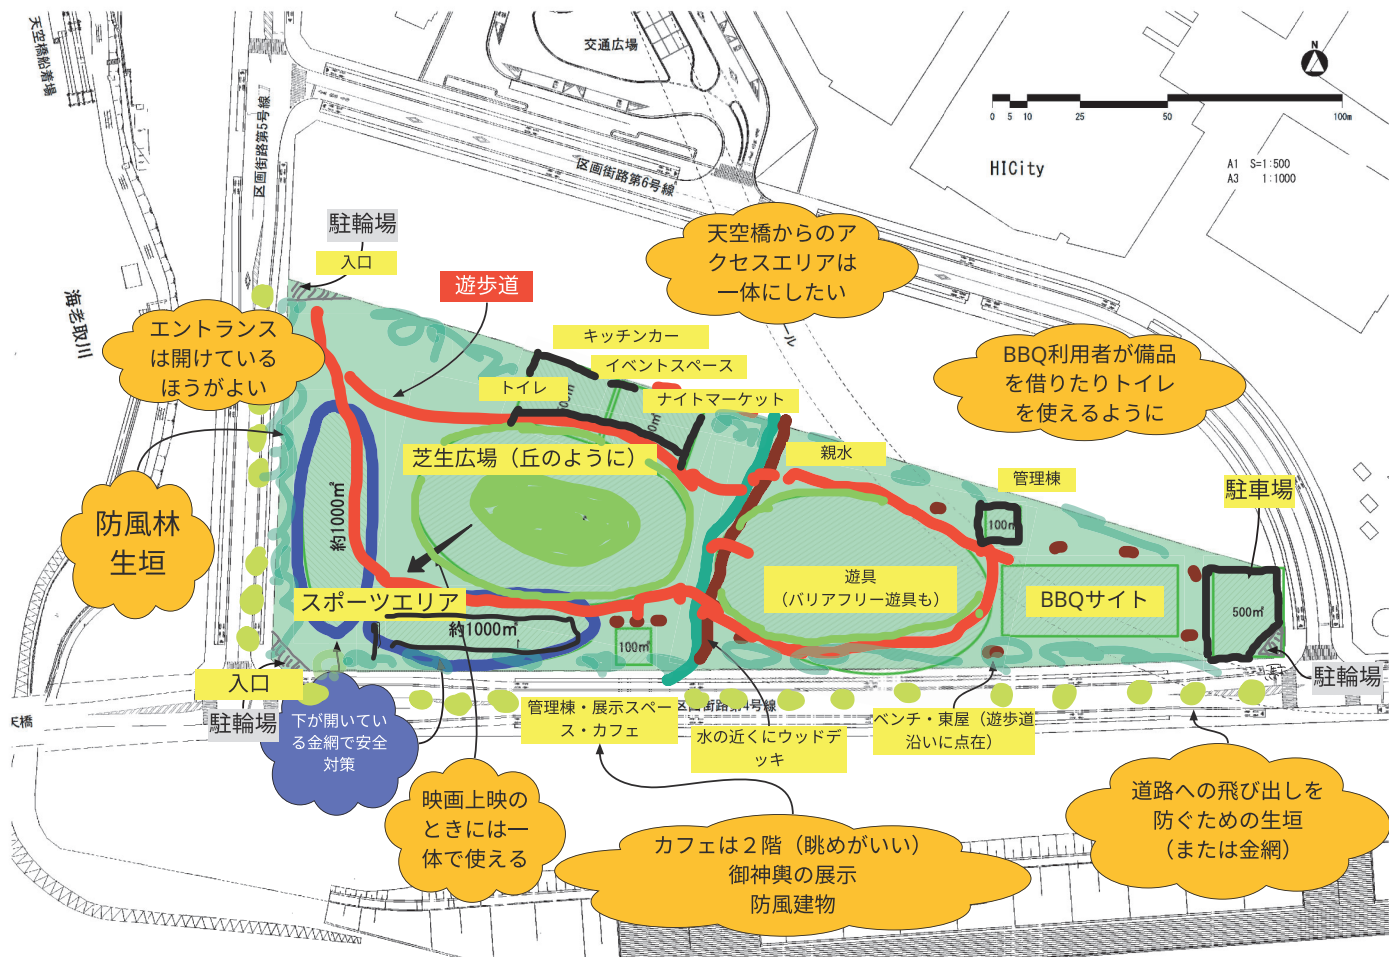 天空橋船着場
区画街路第5号線
交通広場
区画街路第6号線
N
0 5 10 25 50 100m
HICity
A1 S=1:500
A3 1:1000
海老取川
駐輪場
入口
遊歩道
天空橋からのア
クセスエリアは
一体にしたい
エントランス
は開けている
ほうがよい
キッチンカー
イベントスペース
トイレ
ナイトマーケット
BBQ利用者が備品
を借りたりトイレ
を使えるように
芝生広場（丘のように）
親水
管理棟
100㎡
駐車場
防風林
生垣
約1000㎡
スポーツエリア
約1000㎡
遊具
（バリアフリー遊具も）
BBQサイト
500㎡
100㎡
入口
駐輪場
駐輪場
下が開いてい
る金網で安全
対策
管理棟・展示スペー
ス・カフェ
区画街路第4号線
水の近くにウッドデ
ッキ
ベンチ・東屋（遊歩道
沿いに点在）
天橋
映画上映の
ときには一
体で使える
カフェは２階（眺めがいい）
御神輿の展示
防風建物
道路への飛び出しを
防ぐための生垣
（または金網）